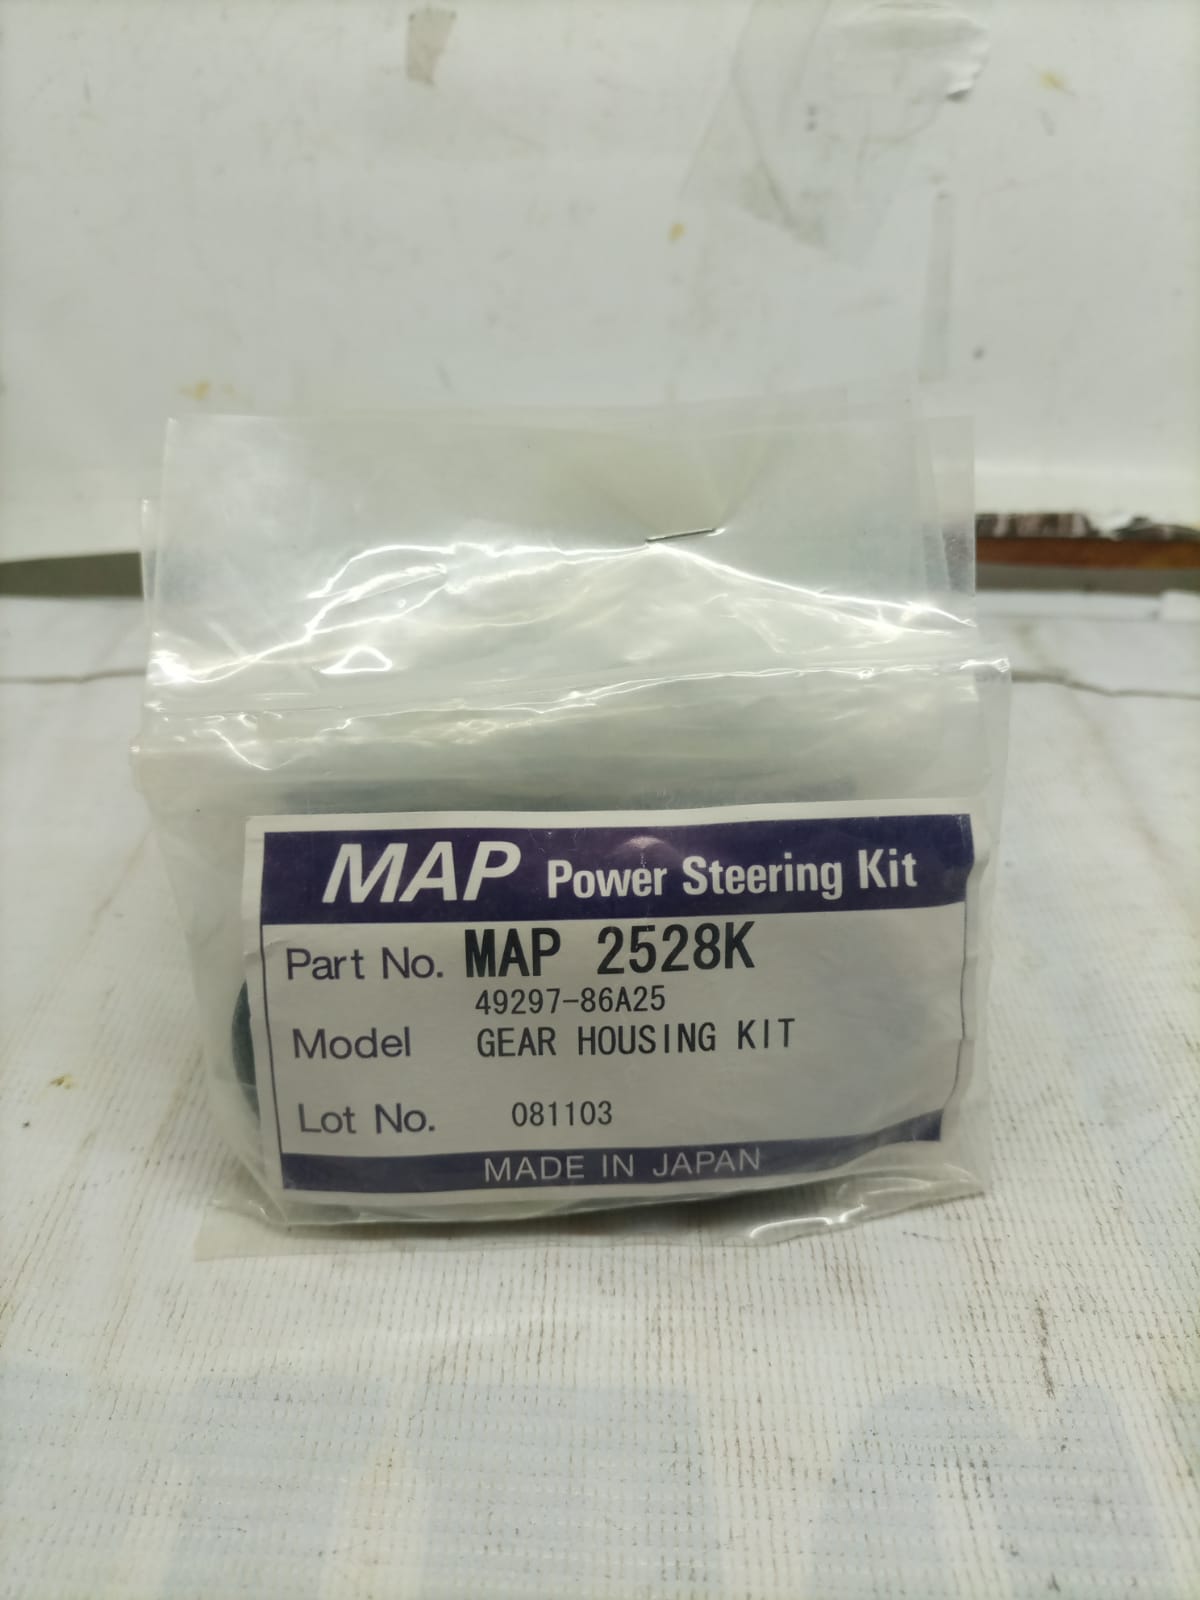 MAP Power Steering Kit
Part No. MAP 2528K
49297-86A25
Model GEAR HOUSING KIT
Lot No. 081103
MADE IN JAPAN